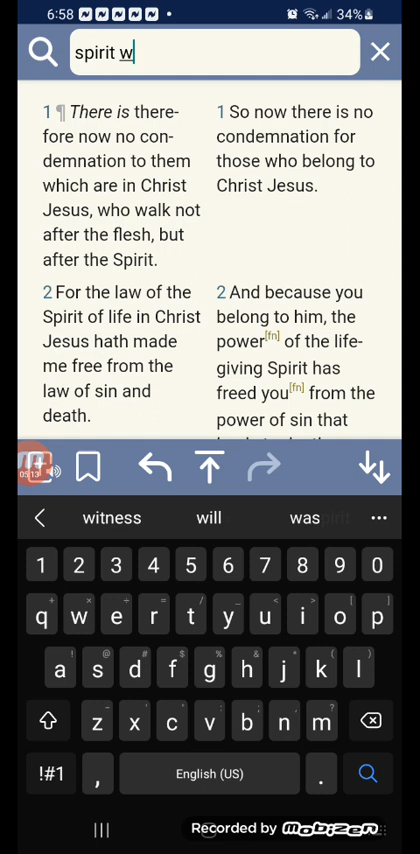 6:58 N N N N N • 34%
spirit w
1 ¶ There is there-
fore now no con-
demnation to them
which are in Christ
Jesus, who walk not
after the flesh, but
after the Spirit.
1 So now there is no
condemnation for
those who belong to
Christ Jesus.
2 For the law of the
Spirit of life in Christ
Jesus hath made
me free from the
law of sin and
death.
2 And because you
belong to him, the
power[fn] of the life-
giving Spirit has
freed you[fn] from the
power of sin that
05:13
witness will was
1 2 3 4 5 6 7 8 9 0
q w e r t y u i o p
a s d f g h j k l
z x c v b n m
!#1 , English (US) .
Recorded by mobizen